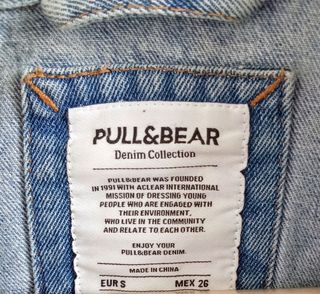 PULL&BEAR
Denim Collection
PULL&BEAR WAS FOUNDED
IN 1991 WITH ACLEAR INTERNATIONAL
MISSION OF DRESSING YOUNG
PEOPLE WHO ARE ENGAGED WITH
THEIR ENVIRONMENT,
WHO LIVE IN THE COMMUNITY
AND RELATE TO EACH OTHER.
ENJOY YOUR
PULL&BEAR DENIM.
MADE IN CHINA
EUR S MEX 26